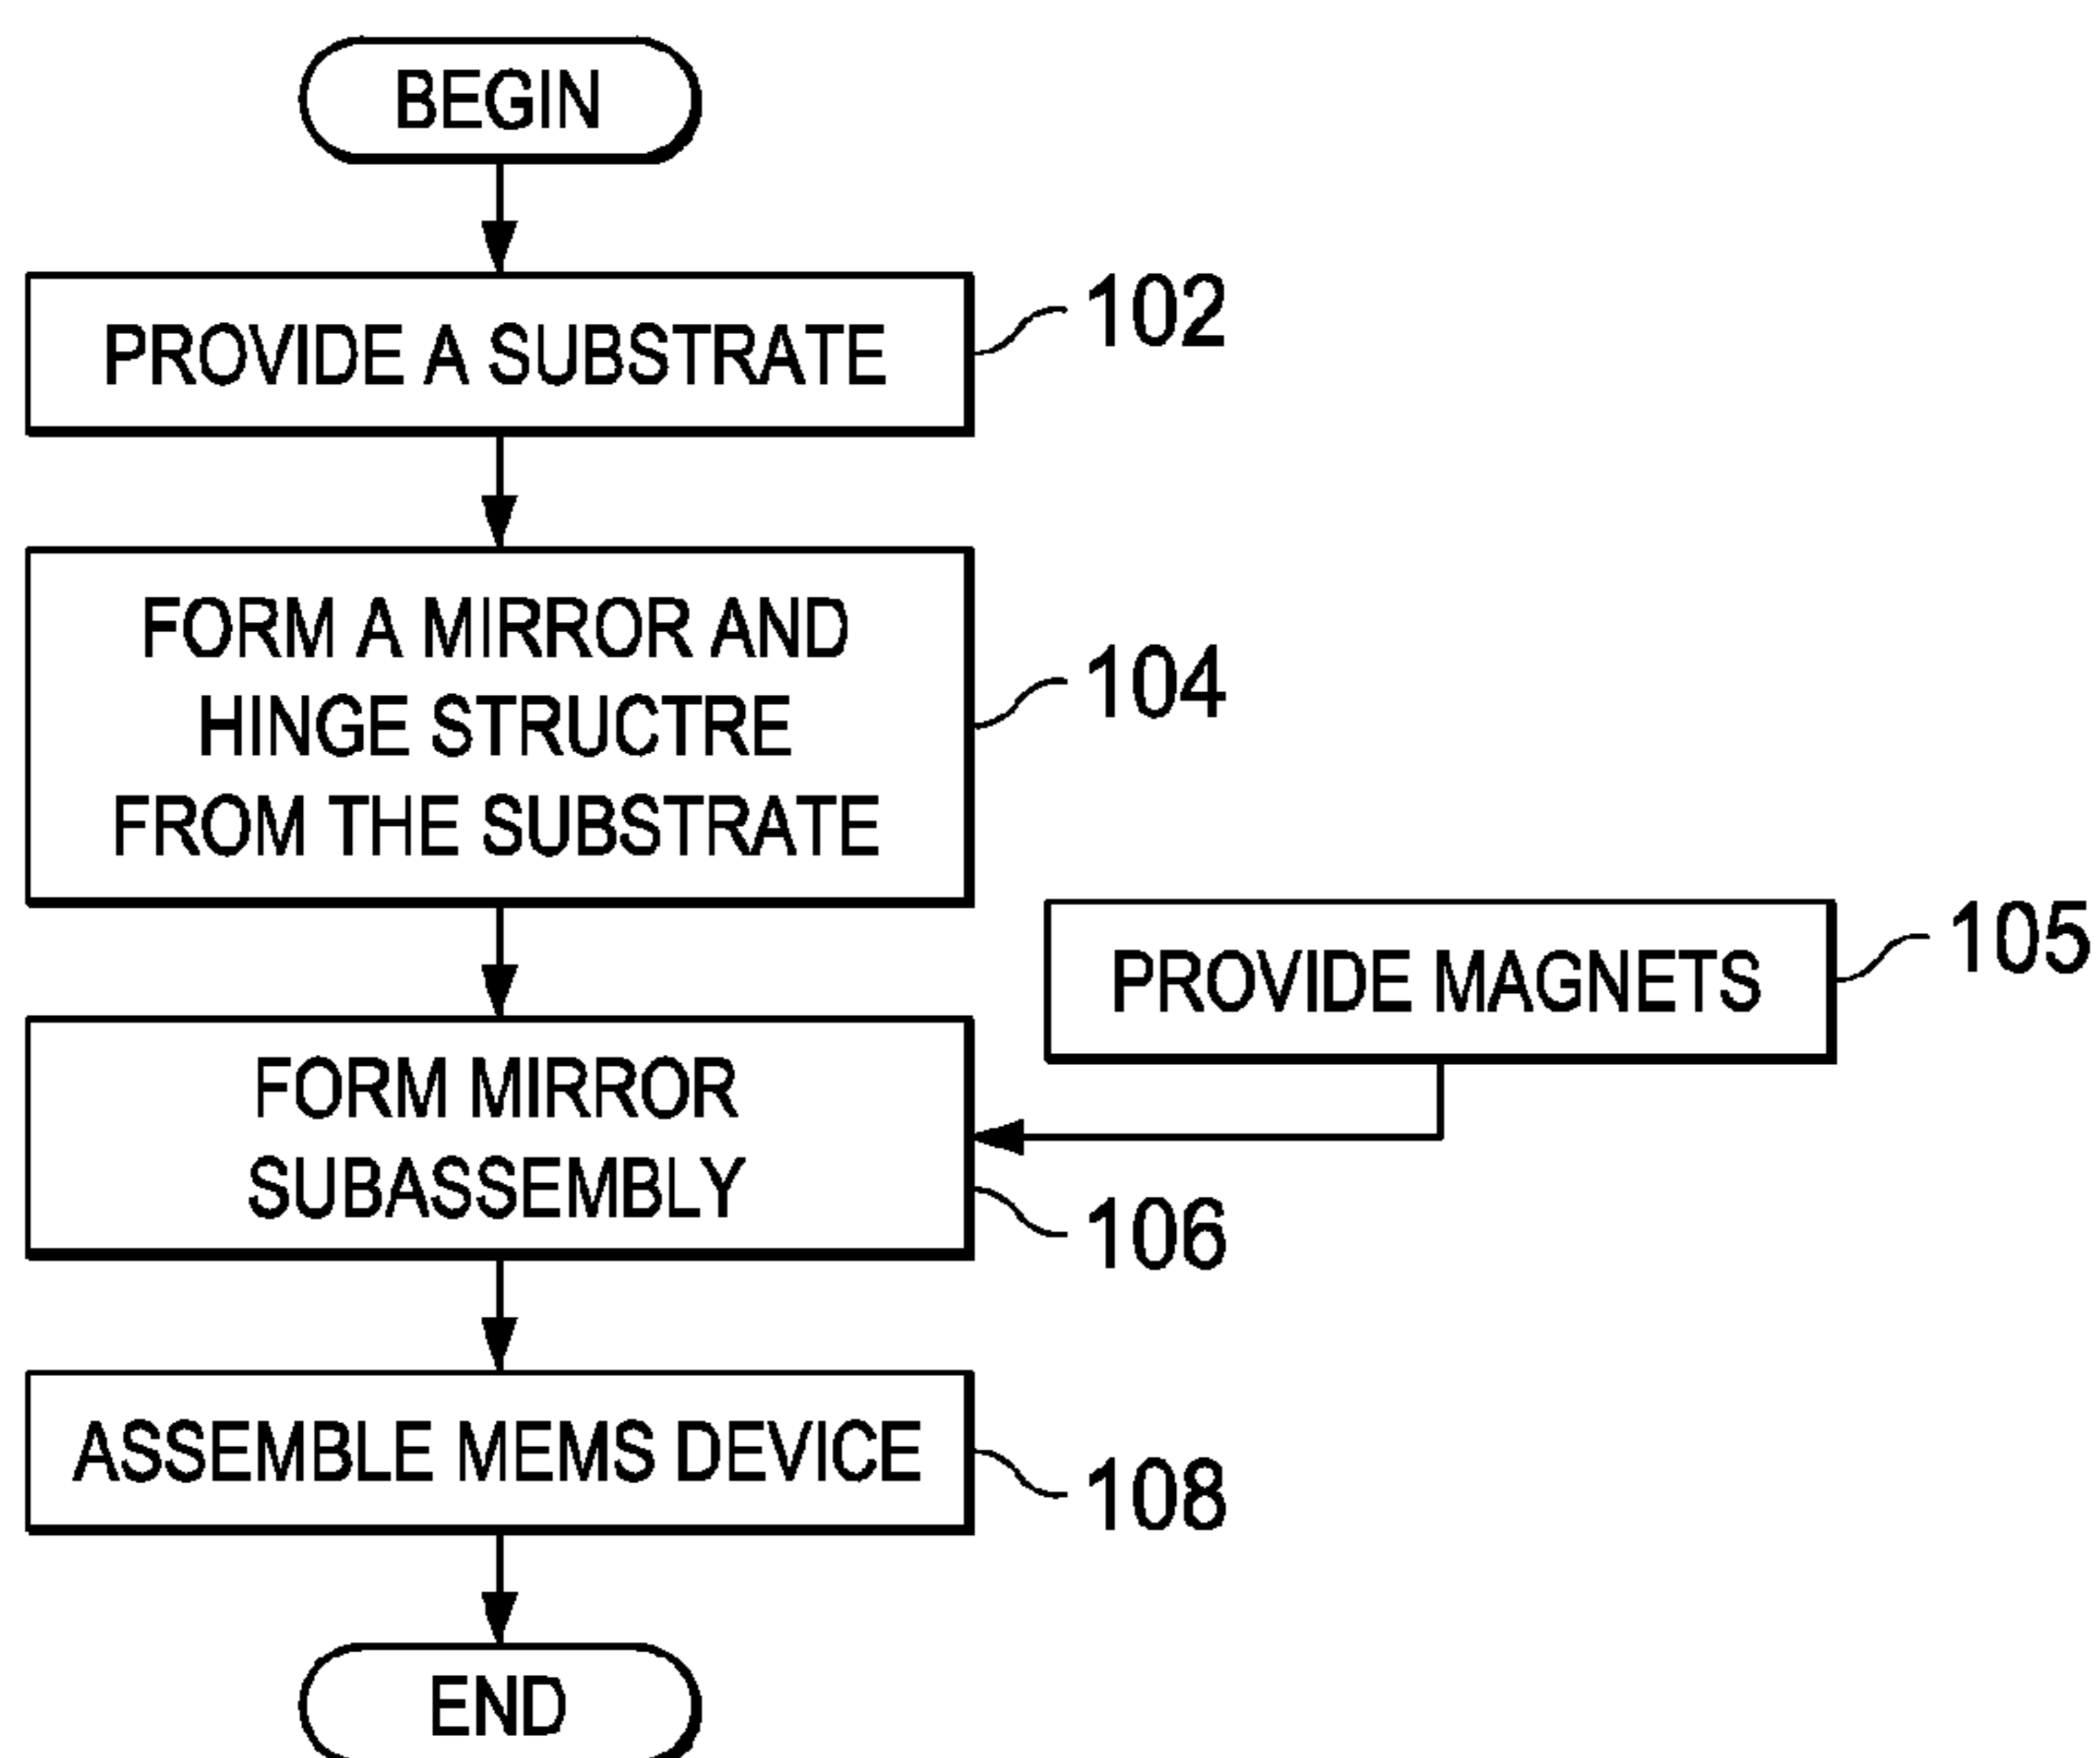 BEGIN
PROVIDE A SUBSTRATE
102
FORM A MIRROR AND
HINGE STRUCTRE
FROM THE SUBSTRATE
104
PROVIDE MAGNETS
105
FORM MIRROR
SUBASSEMBLY
106
ASSEMBLE MEMS DEVICE
108
END